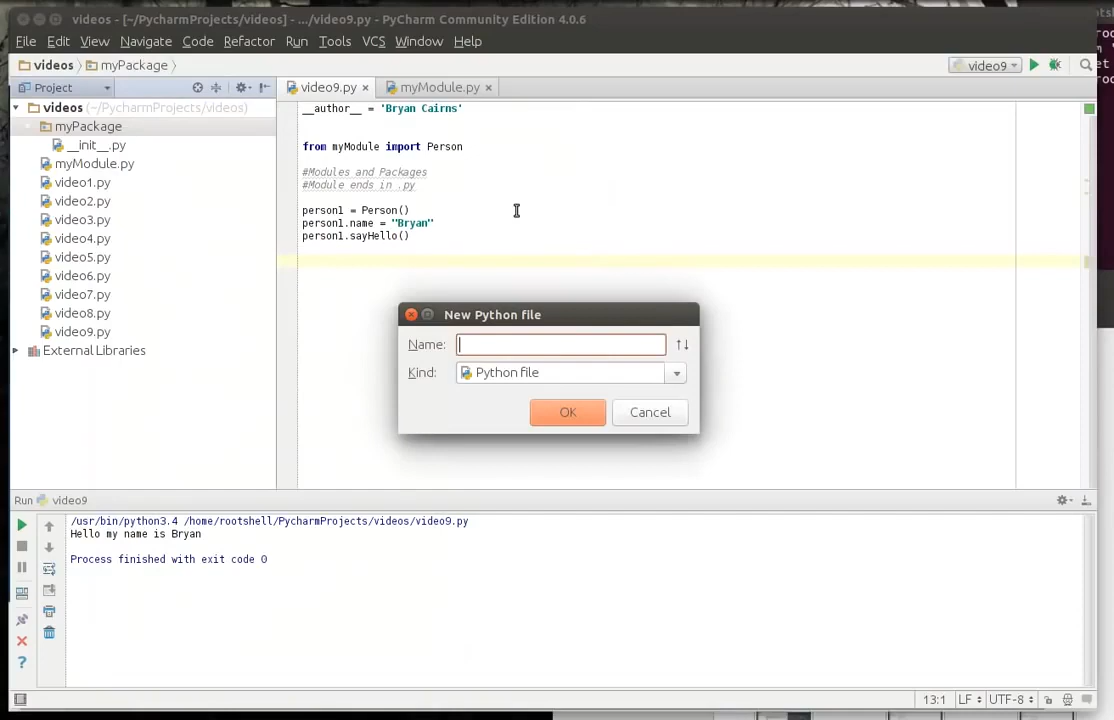 videos - [~/PycharmProjects/videos] - .../video9.py - PyCharm Community Edition 4.0.6
File Edit View Navigate Code Refactor Run Tools VCS Window Help
videos myPackage video9
Project video9.py myModule.py
videos (~/PycharmProjects/videos)
myPackage
__init__.py
myModule.py
video1.py
video2.py
video3.py
video4.py
video5.py
video6.py
video7.py
video8.py
video9.py
External Libraries
__author__ = 'Bryan Cairns'
from myModule import Person
#Modules and Packages
#Module ends in .py
person1 = Person()
person1.name = "Bryan"
person1.sayHello()
New Python file
Name:
Kind: Python file
OK Cancel
Run video9
/usr/bin/python3.4 /home/rootshell/PycharmProjects/videos/video9.py
Hello my name is Bryan
Process finished with exit code 0
13:1 LF UTF-8